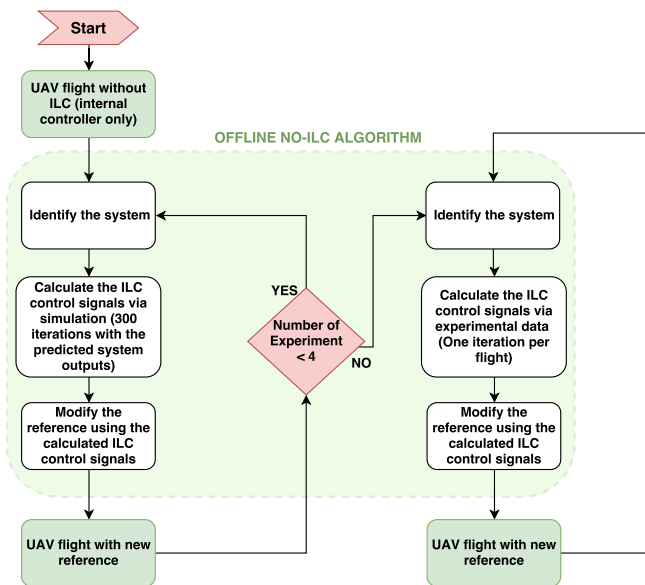 Start
UAV flight without
ILC (internal
controller only)
OFFLINE NO-ILC ALGORITHM
Identify the system
Calculate the ILC
control signals via
simulation (300
iterations with the
predicted system
outputs)
Modify the
reference using the
calculated ILC
control signals
UAV flight with new
reference
YES
Number of
Experiment
< 4
NO
Identify the system
Calculate the ILC
control signals via
experimental data
(One iteration per
flight)
Modify the
reference using the
calculated ILC
control signals
UAV flight with new
reference